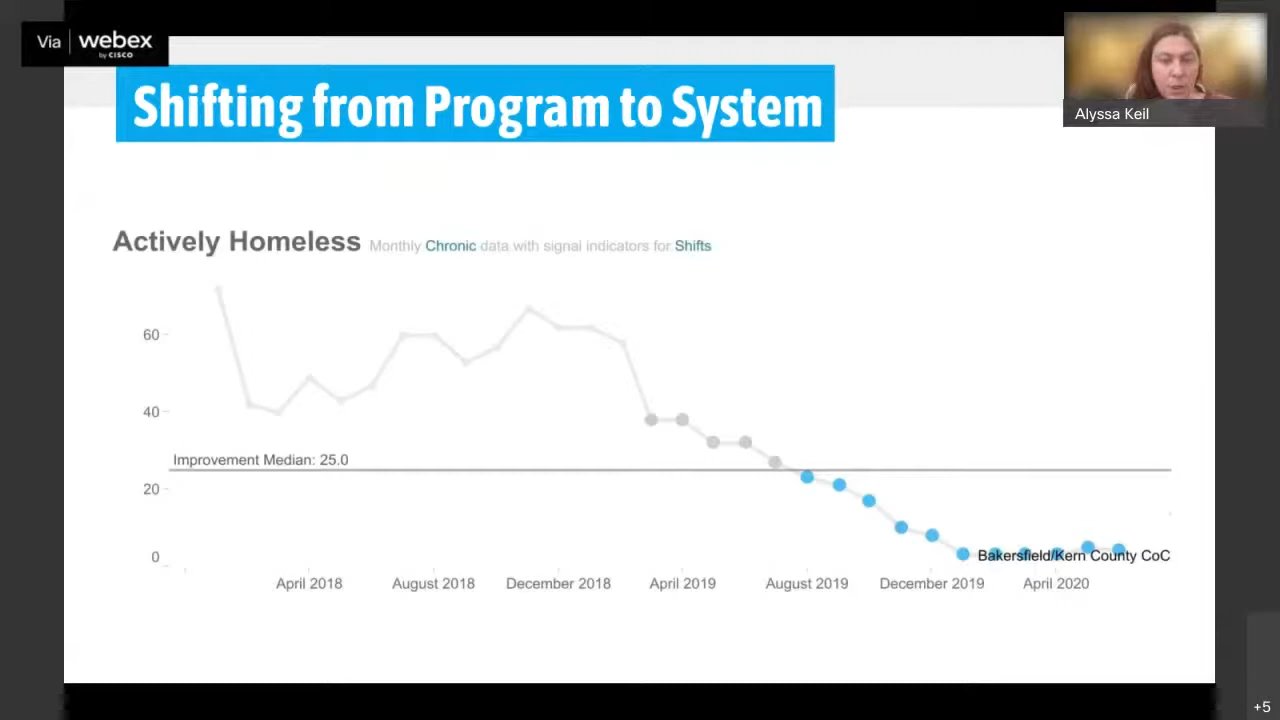 Via webex
by CISCO
Alyssa Keil
Shifting from Program to System
Actively Homeless Monthly Chronic data with signal indicators for Shifts
60
40
Improvement Median: 25.0
20
0
Bakersfield/Kern County CoC
April 2018 August 2018 December 2018 April 2019 August 2019 December 2019 April 2020
+5